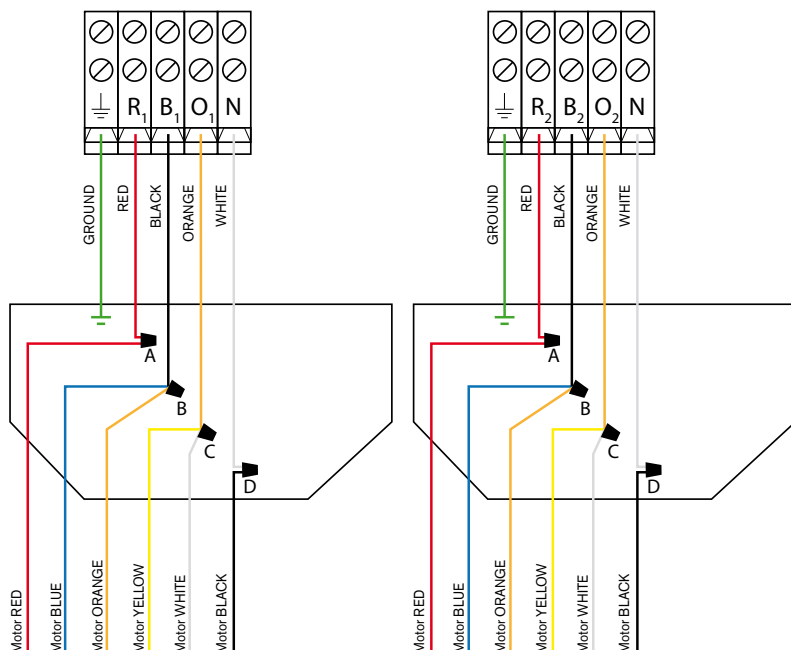 R1 B1 O1 N
GROUND
RED
BLACK
ORANGE
WHITE
A
B
C
D
Motor RED
Motor BLUE
Motor ORANGE
Motor YELLOW
Motor WHITE
Motor BLACK
R2 B2 O2 N
GROUND
RED
BLACK
ORANGE
WHITE
A
B
C
D
Motor RED
Motor BLUE
Motor ORANGE
Motor YELLOW
Motor WHITE
Motor BLACK